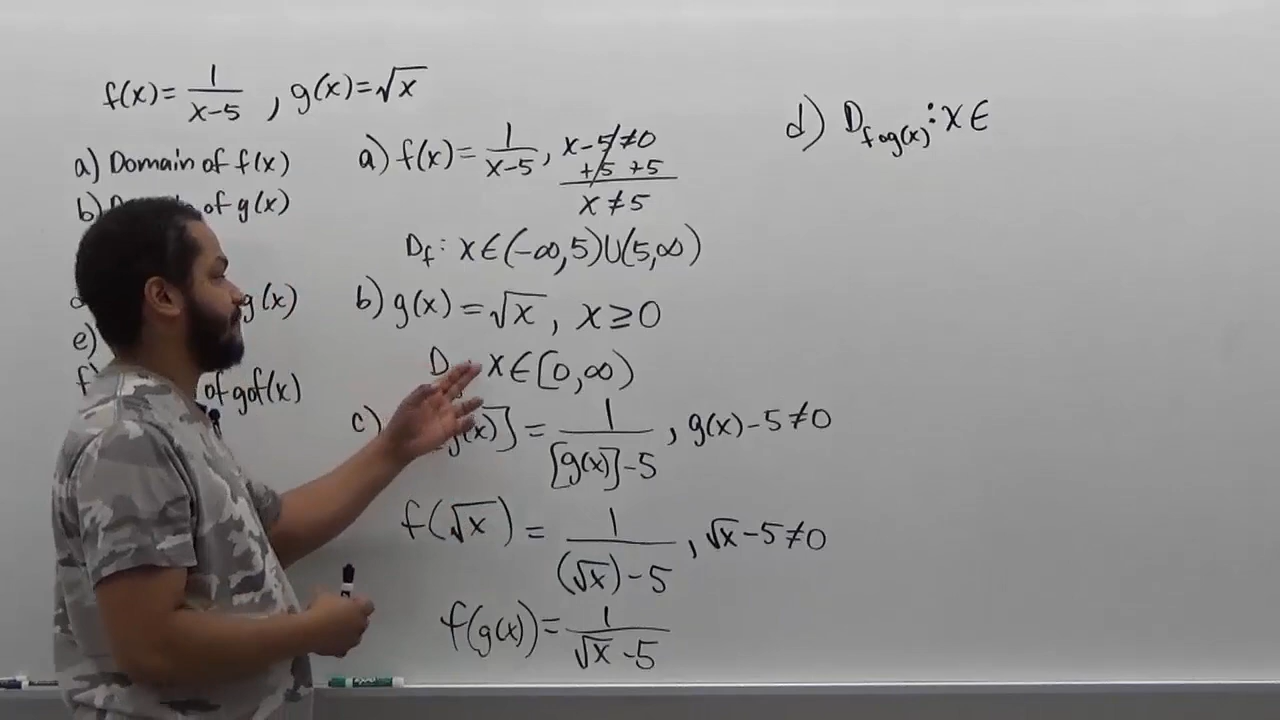 f(x)=1/(x-5) , g(x)=√x
a) Domain of f(x)
b) of g(x)
g(x)
e)
f) of gof(x)
a) f(x)=1/(x-5), x-5≠0
+5 +5
x≠5
D_f: x∈(-∞,5)∪(5,∞)
b) g(x)=√x, x≥0
D x∈[0,∞)
c) g(x)]=1/([g(x)]-5), g(x)-5≠0
f(√x)=1/((√x)-5), √x-5≠0
f(g(x))=1/(√x-5)
d) D_fog(x): x∈